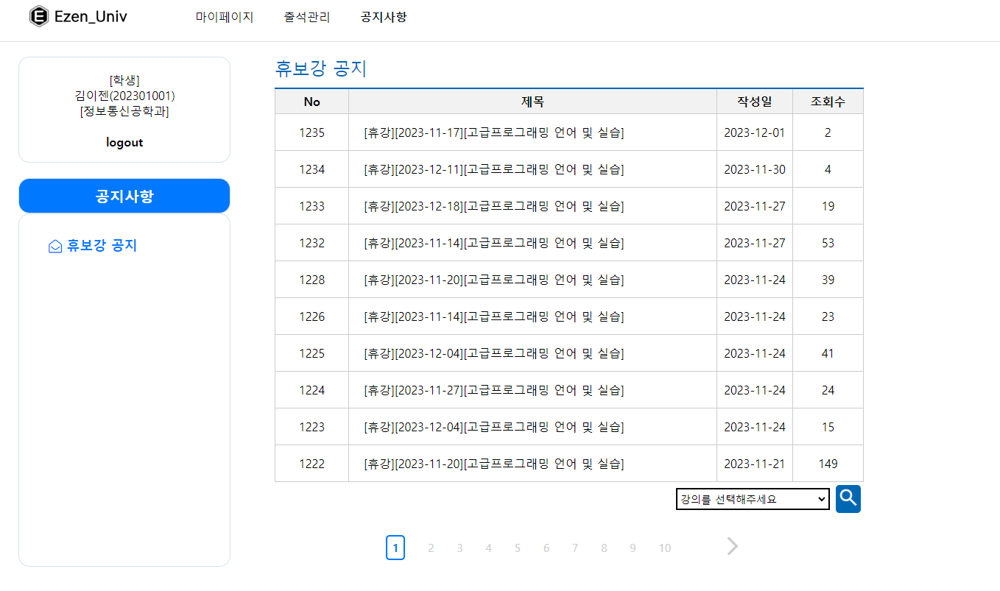 Ezen_Univ 마이페이지 출석관리 공지사항
[학생]
김이젠(202301001)
[정보통신공학과]
logout
공지사항
휴보강 공지
휴보강 공지
No 제목 작성일 조회수
1235 [휴강][2023-11-17][고급프로그래밍 언어 및 실습] 2023-12-01 2
1234 [휴강][2023-12-11][고급프로그래밍 언어 및 실습] 2023-11-30 4
1233 [휴강][2023-12-18][고급프로그래밍 언어 및 실습] 2023-11-27 19
1232 [휴강][2023-11-14][고급프로그래밍 언어 및 실습] 2023-11-27 53
1228 [휴강][2023-11-20][고급프로그래밍 언어 및 실습] 2023-11-24 39
1226 [휴강][2023-11-14][고급프로그래밍 언어 및 실습] 2023-11-24 23
1225 [휴강][2023-12-04][고급프로그래밍 언어 및 실습] 2023-11-24 41
1224 [휴강][2023-11-27][고급프로그래밍 언어 및 실습] 2023-11-24 24
1223 [휴강][2023-12-04][고급프로그래밍 언어 및 실습] 2023-11-24 15
1222 [휴강][2023-11-20][고급프로그래밍 언어 및 실습] 2023-11-21 149
강의를 선택해주세요
1 2 3 4 5 6 7 8 9 10